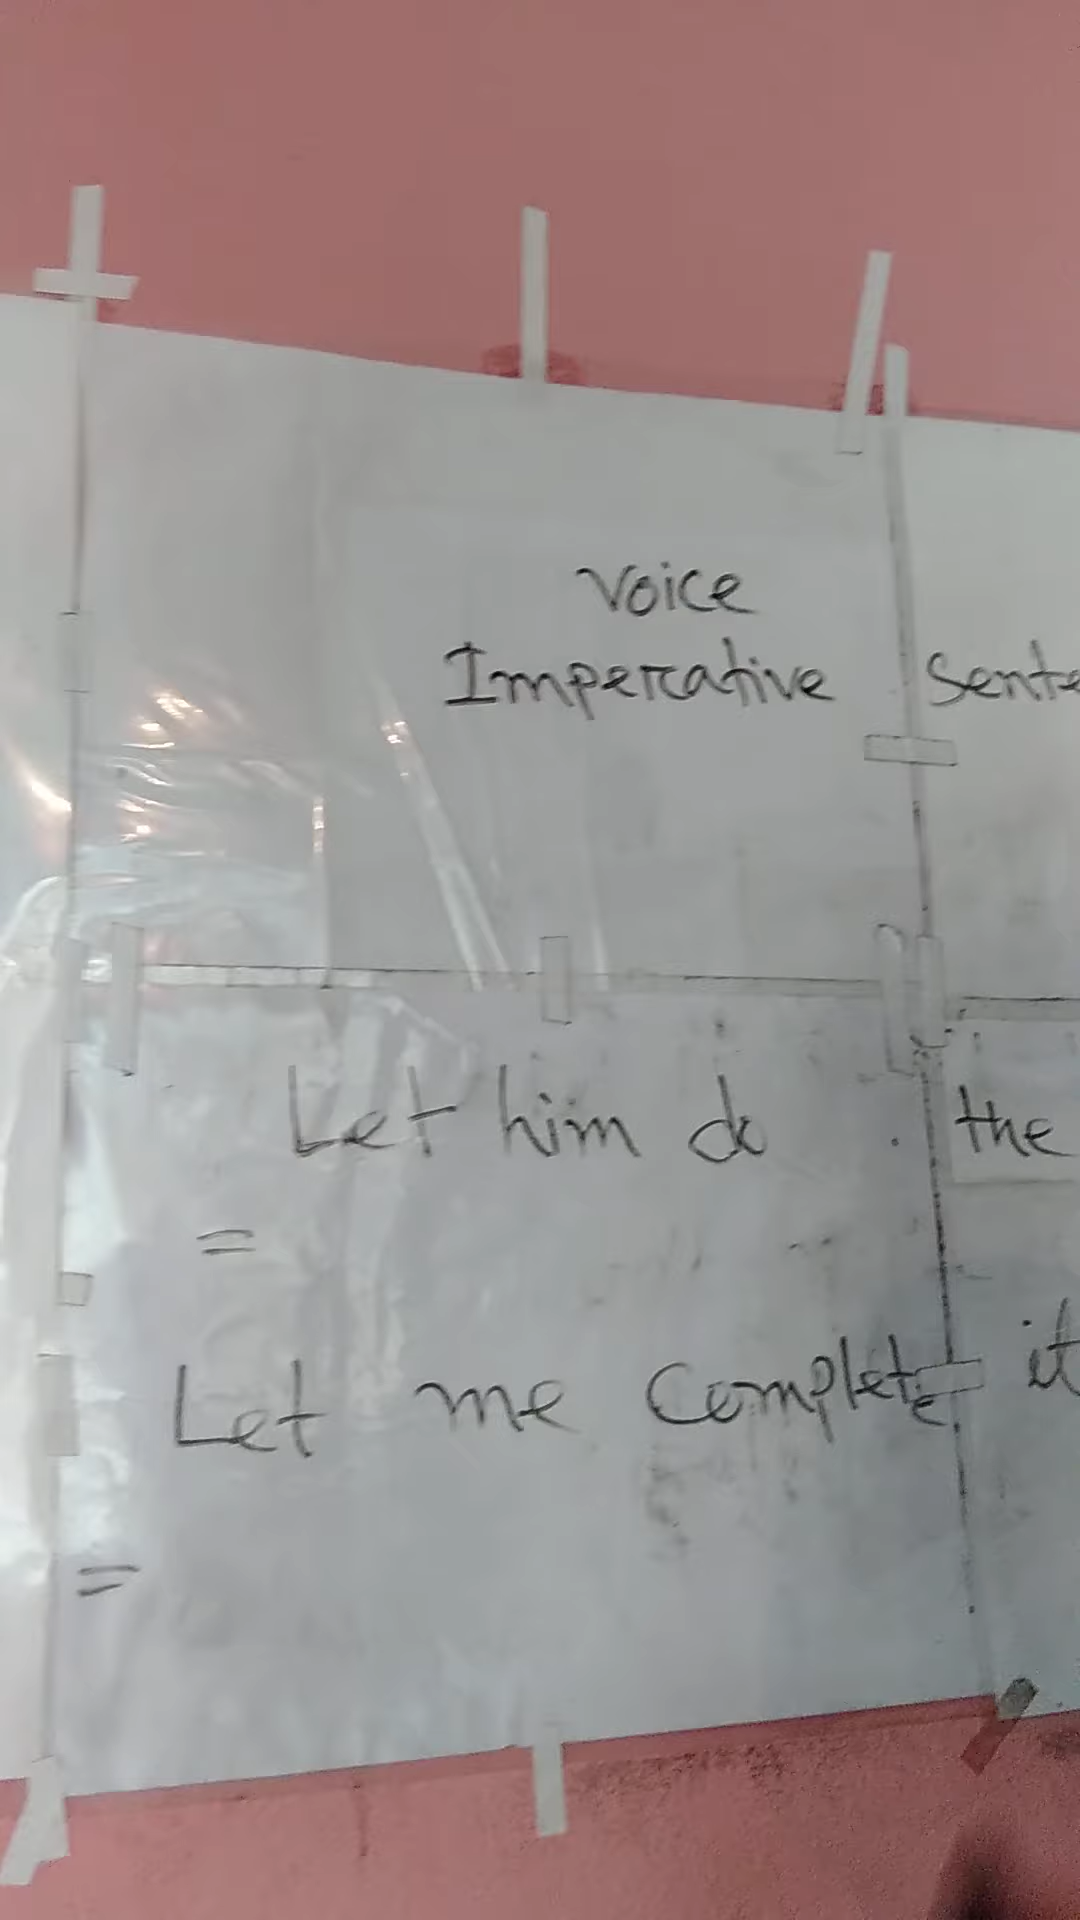 Voice
Imperative Sente
Let him do . the
=
Let me complete it
=